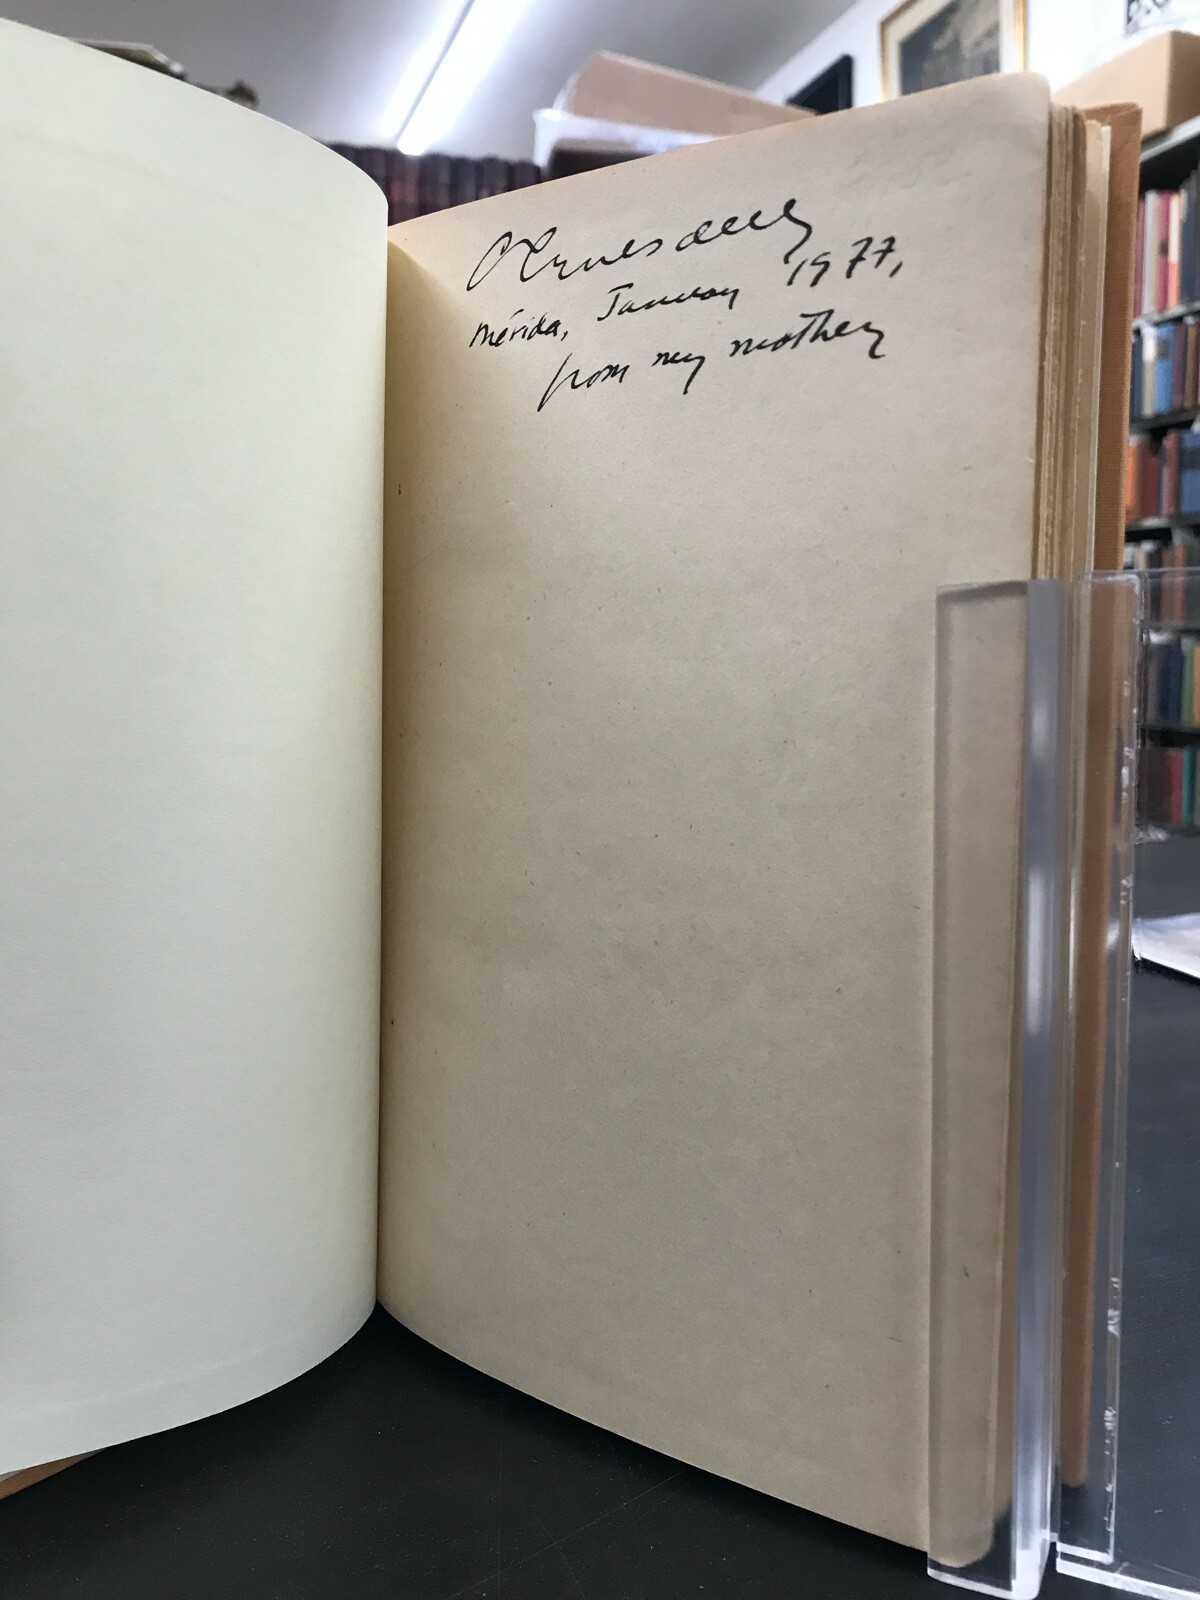 Mérida, January 1977,
from my mother